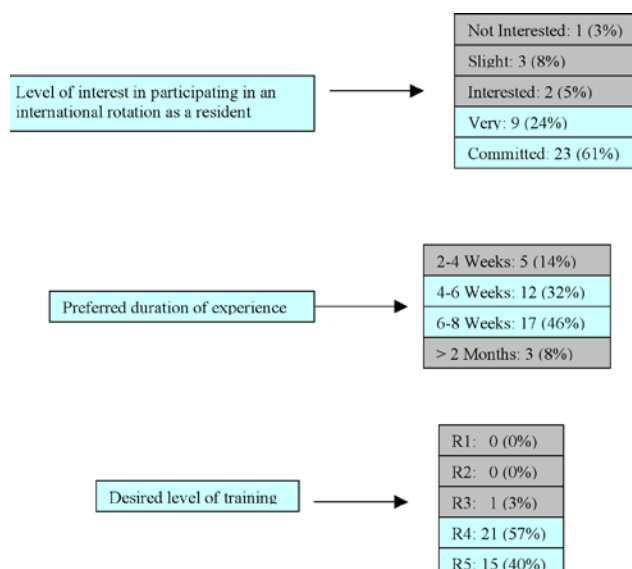 Level of interest in participating in an
international rotation as a resident
Not Interested: 1 (3%)
Slight: 3 (8%)
Interested: 2 (5%)
Very: 9 (24%)
Committed: 23 (61%)
Preferred duration of experience
2-4 Weeks: 5 (14%)
4-6 Weeks: 12 (32%)
6-8 Weeks: 17 (46%)
> 2 Months: 3 (8%)
Desired level of training
R1: 0 (0%)
R2: 0 (0%)
R3: 1 (3%)
R4: 21 (57%)
R5: 15 (40%)